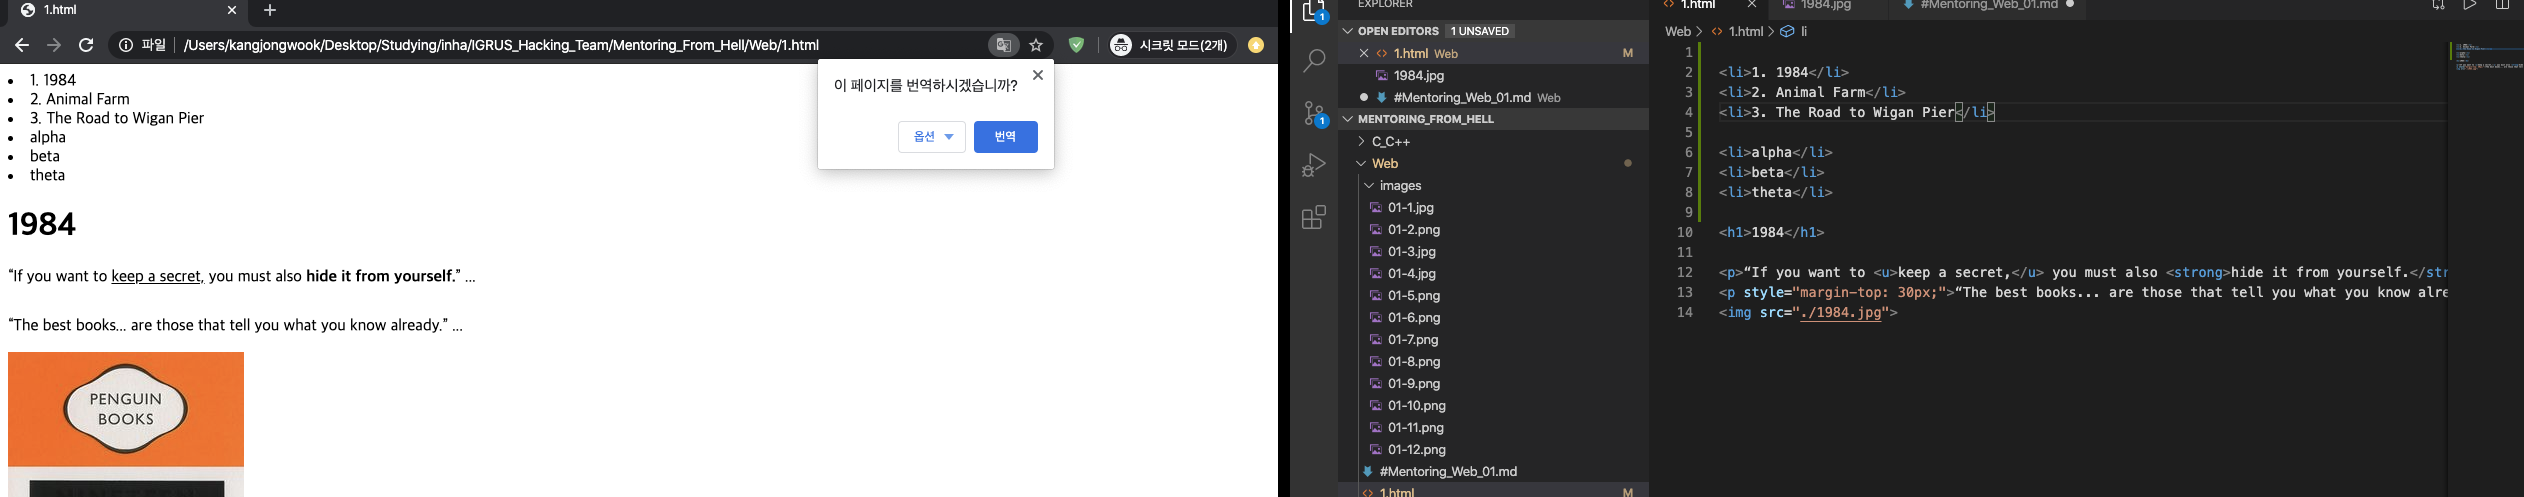 1.html
파일 /Users/kangjongwook/Desktop/Studying/inha/IGRUS_Hacking_Team/Mentoring_From_Hell/Web/1.html
시크릿 모드(2개)
이 페이지를 번역하시겠습니까?
옵션
번역
1. 1984
2. Animal Farm
3. The Road to Wigan Pier
alpha
beta
theta
1984
“If you want to keep a secret, you must also hide it from yourself.” ...
“The best books... are those that tell you what you know already.” ...
PENGUIN
BOOKS
1
1
EXPLORER
OPEN EDITORS 1 UNSAVED
1.html Web M
1984.jpg
#Mentoring_Web_01.md Web
MENTORING_FROM_HELL
C_C++
Web
images
01-1.jpg
01-2.png
01-3.jpg
01-4.jpg
01-5.png
01-6.png
01-7.png
01-8.png
01-9.png
01-10.png
01-11.png
01-12.png
#Mentoring_Web_01.md
1.html M
1.html 1984.jpg #Mentoring_Web_01.md
Web > 1.html > li
1
2 <li>1. 1984</li>
3 <li>2. Animal Farm</li>
4 <li>3. The Road to Wigan Pier</li>
5
6 <li>alpha</li>
7 <li>beta</li>
8 <li>theta</li>
9
10 <h1>1984</h1>
11
12 <p>“If you want to <u>keep a secret,</u> you must also <strong>hide it from yourself.</str
13 <p style="margin-top: 30px;">“The best books... are those that tell you what you know alre
14 <img src="./1984.jpg">